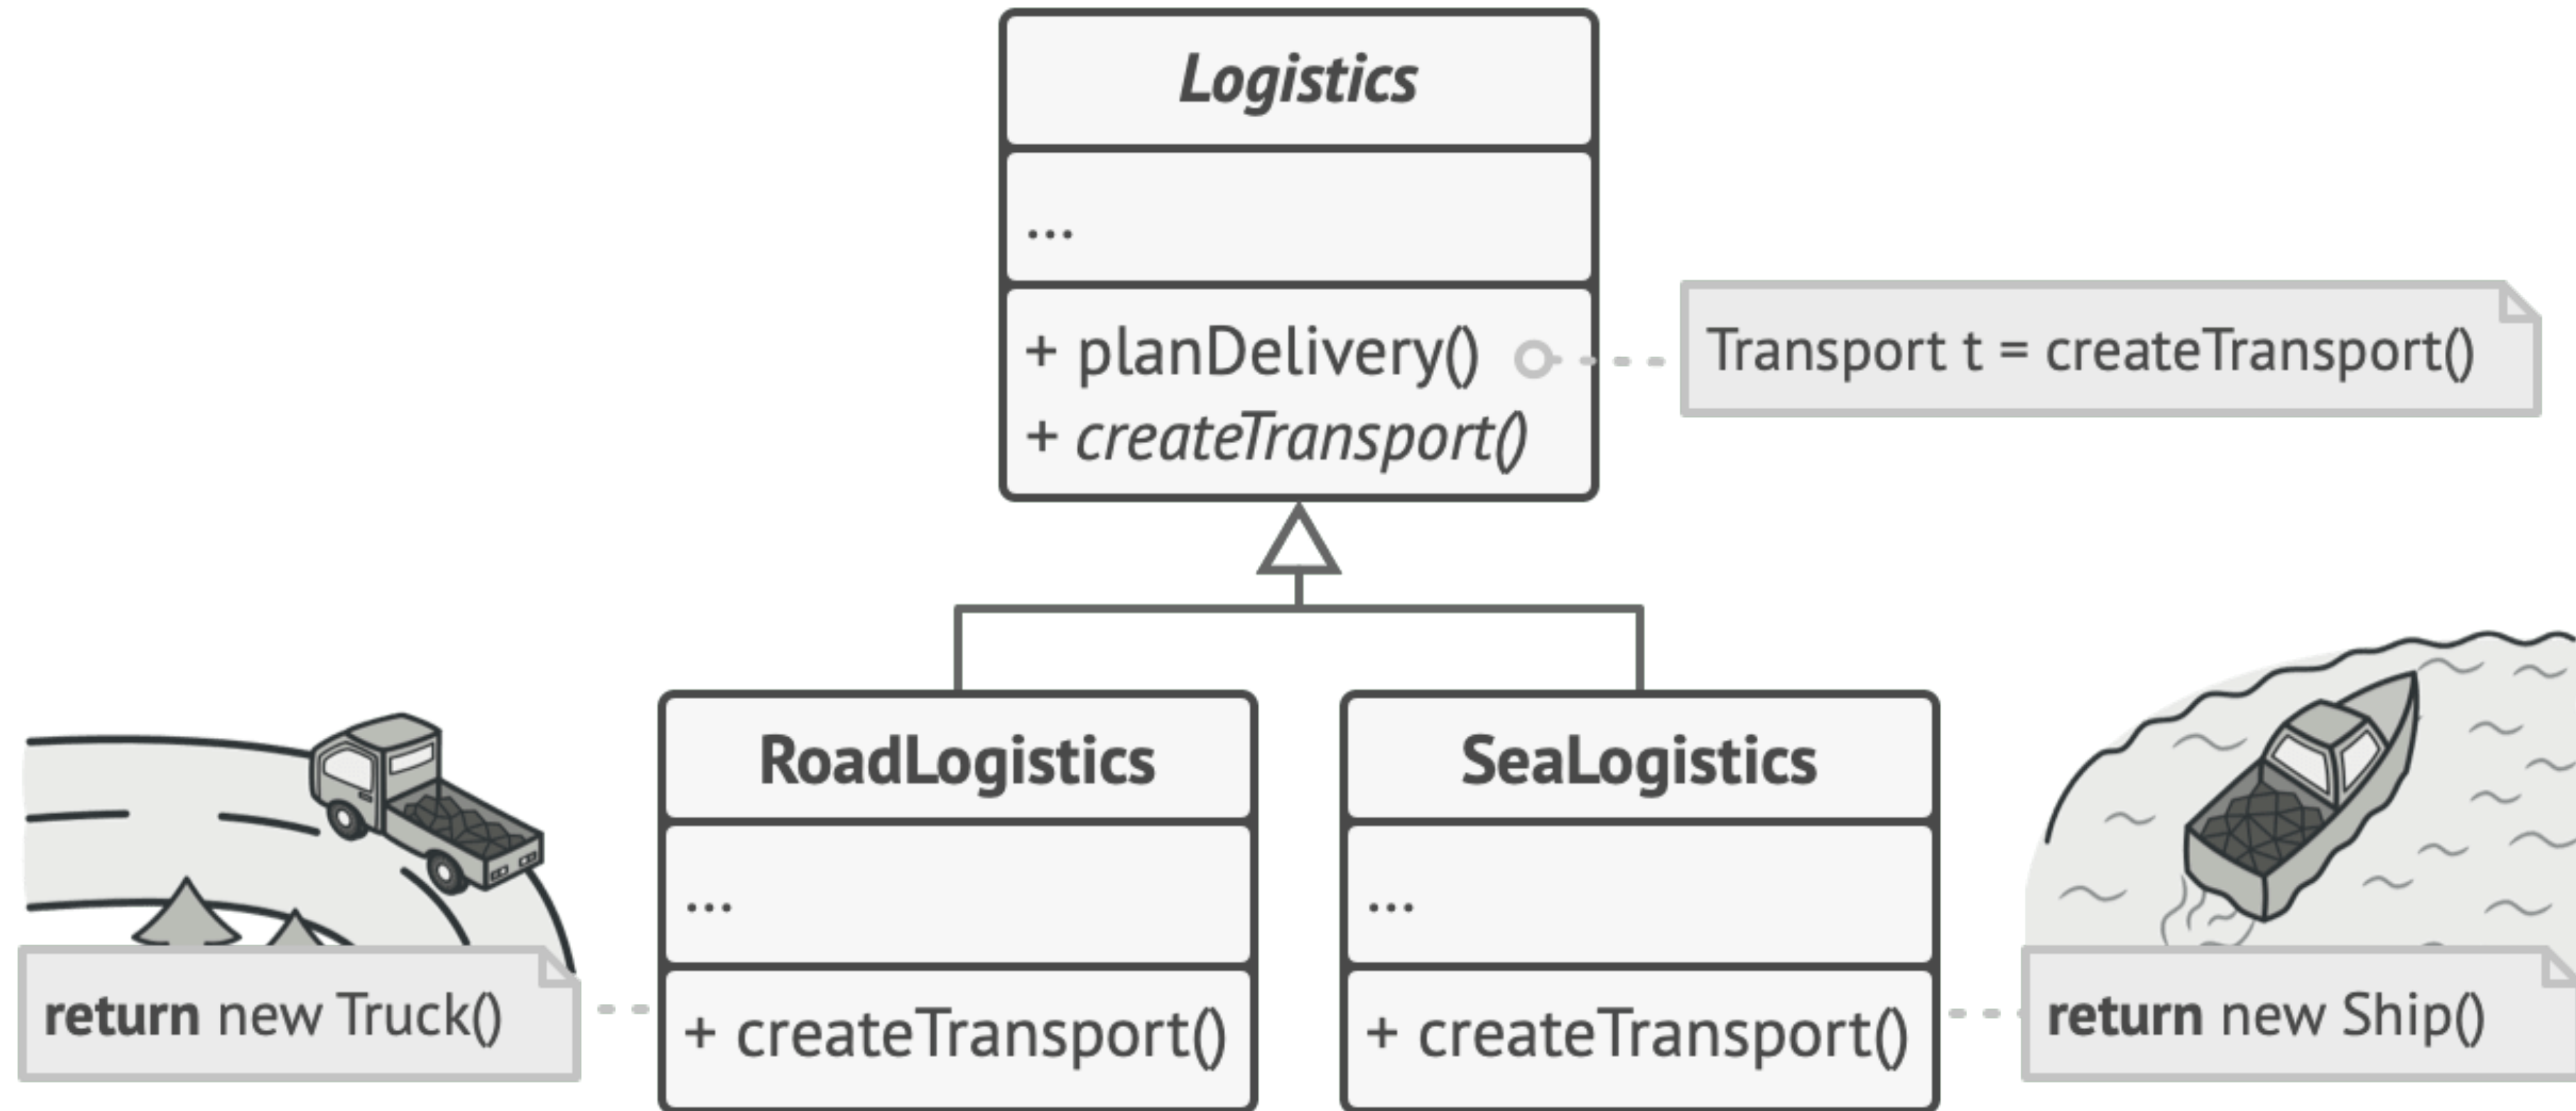 Logistics
...
+ planDelivery()
+ createTransport()
Transport t = createTransport()
RoadLogistics
...
+ createTransport()
return new Truck()
SeaLogistics
...
+ createTransport()
return new Ship()